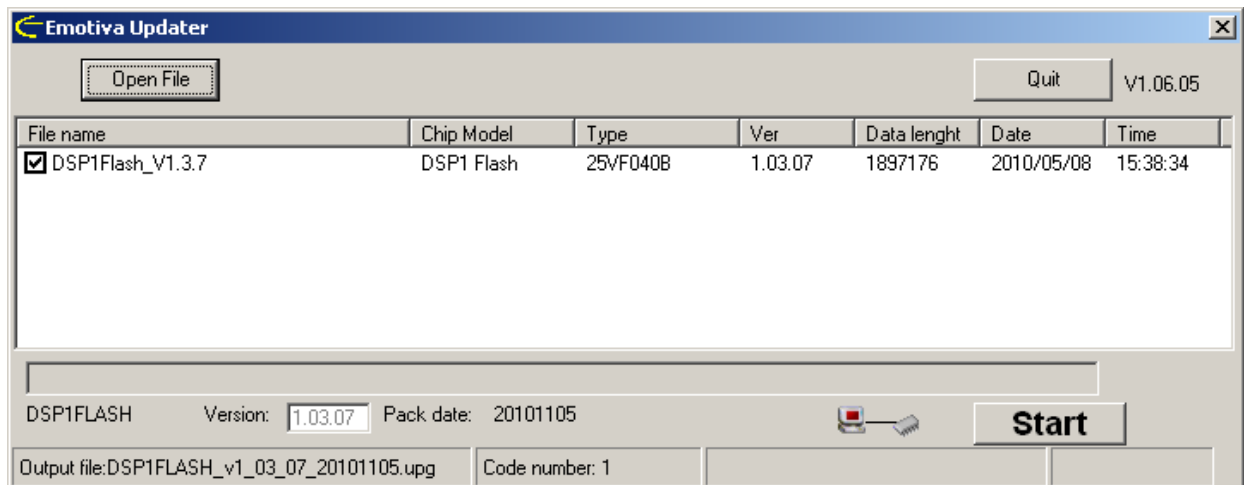 Emotiva Updater
Open File Quit V1.06.05
File name Chip Model Type Ver Data lenght Date Time
DSP1Flash_V1.3.7 DSP1 Flash 25VF040B 1.03.07 1897176 2010/05/08 15:38:34
DSP1FLASH Version: 1.03.07 Pack date: 20101105 Start
Output file:DSP1FLASH_v1_03_07_20101105.upg Code number: 1